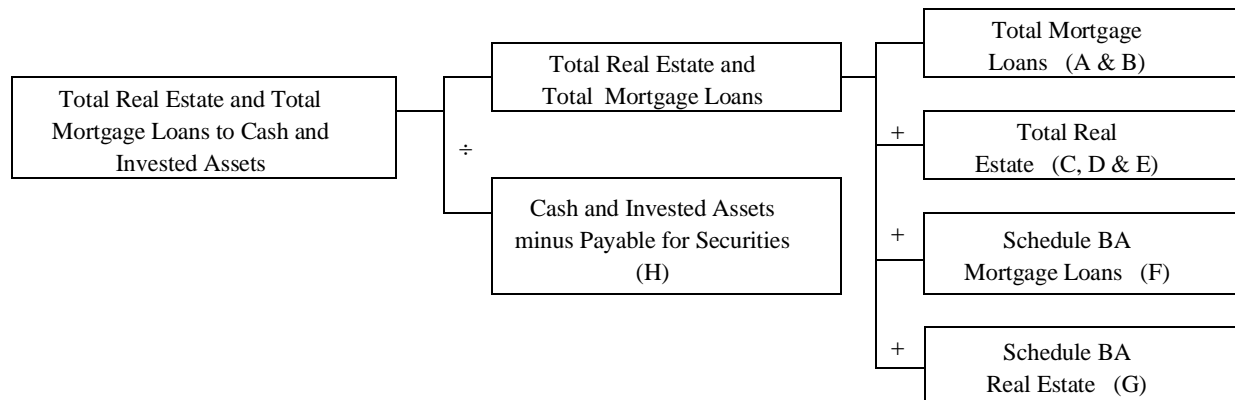 Total Real Estate and Total
Mortgage Loans to Cash and
Invested Assets
÷
Total Real Estate and
Total Mortgage Loans
Cash and Invested Assets
minus Payable for Securities
(H)
Total Mortgage
Loans (A & B)
+
Total Real
Estate (C, D & E)
+
Schedule BA
Mortgage Loans (F)
+
Schedule BA
Real Estate (G)